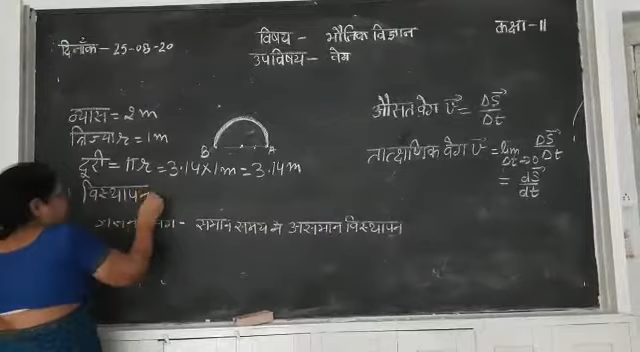 दिनाँक - 25-08-20
विषय - भौतिक विज्ञान
उपविषय - वेग
कक्षा - 11
व्यास = 2m
त्रिज्या r = 1m
दूरी = πr = 3.14×1m = 3.14m
विस्थापन
B A
समान समय में असमान विस्थापन
औसत वेग v⃗ = Δs⃗/Δt
तात्क्षणिक वेग v⃗ = lim Δt→0 Δs⃗/Δt
= ds⃗/dt